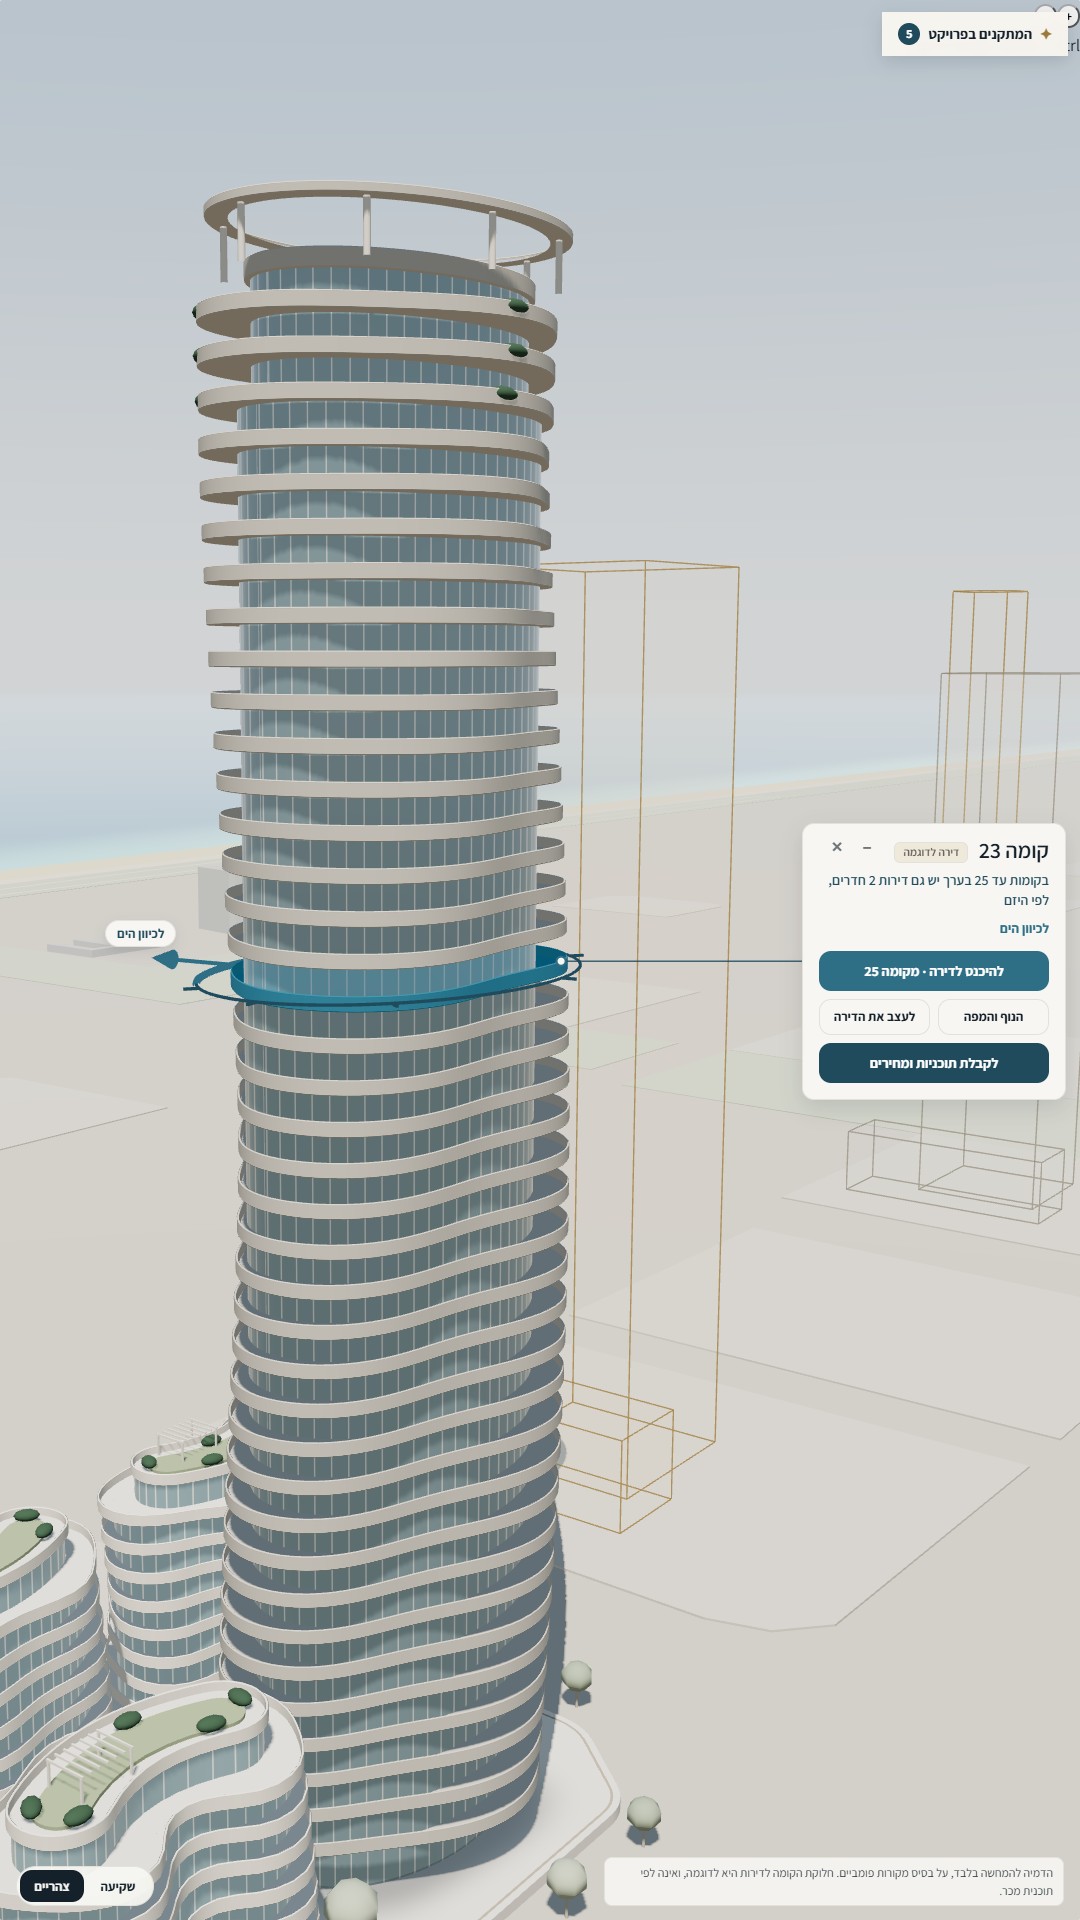 המתקנים בפרויקט 5
קומה 23 דירה לדוגמה
בקומות עד 25 בערך יש גם דירות 2 חדרים,
לפי היזם
לכיוון הים
להיכנס לדירה · מקומה 25
הנוף והמפה
לעצב את הדירה
לקבלת תוכניות ומחירים
לכיוון הים
הדמיה להמחשה בלבד, על בסיס מקורות פומביים. חלוקת הקומה לדירות היא לדוגמה, ואינה לפי
תוכנית מכר.
שקיעה
צהריים